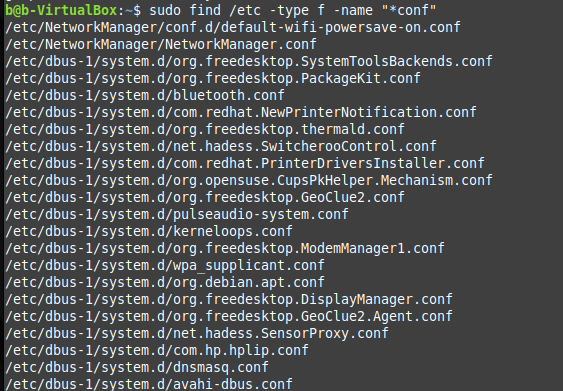 b@b-VirtualBox:~$ sudo find /etc -type f -name "*conf"
/etc/NetworkManager/conf.d/default-wifi-powersave-on.conf
/etc/NetworkManager/NetworkManager.conf
/etc/dbus-1/system.d/org.freedesktop.SystemToolsBackends.conf
/etc/dbus-1/system.d/org.freedesktop.PackageKit.conf
/etc/dbus-1/system.d/bluetooth.conf
/etc/dbus-1/system.d/com.redhat.NewPrinterNotification.conf
/etc/dbus-1/system.d/org.freedesktop.thermald.conf
/etc/dbus-1/system.d/net.hadess.SwitcherooControl.conf
/etc/dbus-1/system.d/com.redhat.PrinterDriversInstaller.conf
/etc/dbus-1/system.d/org.opensuse.CupsPkHelper.Mechanism.conf
/etc/dbus-1/system.d/org.freedesktop.GeoClue2.conf
/etc/dbus-1/system.d/pulseaudio-system.conf
/etc/dbus-1/system.d/kerneloops.conf
/etc/dbus-1/system.d/org.freedesktop.ModemManager1.conf
/etc/dbus-1/system.d/wpa_supplicant.conf
/etc/dbus-1/system.d/org.debian.apt.conf
/etc/dbus-1/system.d/org.freedesktop.DisplayManager.conf
/etc/dbus-1/system.d/org.freedesktop.GeoClue2.Agent.conf
/etc/dbus-1/system.d/net.hadess.SensorProxy.conf
/etc/dbus-1/system.d/com.hp.hplip.conf
/etc/dbus-1/system.d/dnsmasq.conf
/etc/dbus-1/system.d/avahi-dbus.conf